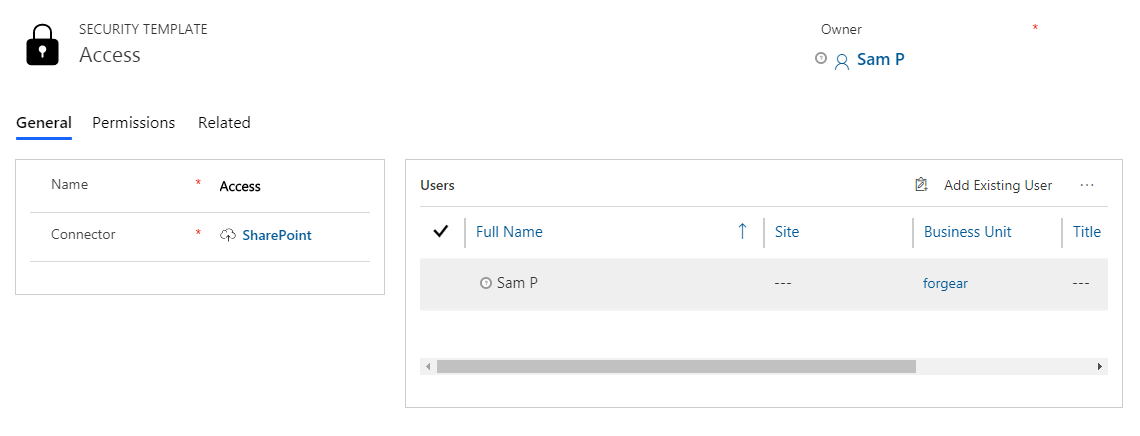 SECURITY TEMPLATE
Access
Owner *
Sam P
General Permissions Related
Name * Access
Connector * SharePoint
Users Add Existing User ...
Full Name Site Business Unit Title
Sam P --- forgear ---